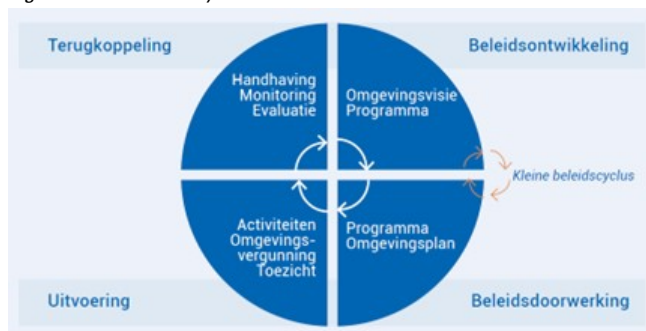 Terugkoppeling
Beleidsontwikkeling
Handhaving
Monitoring
Evaluatie
Omgevingsvisie
Programma
Kleine beleidscyclus
Activiteiten
Omgevings-
vergunning
Toezicht
Programma
Omgevingsplan
Uitvoering
Beleidsdoorwerking